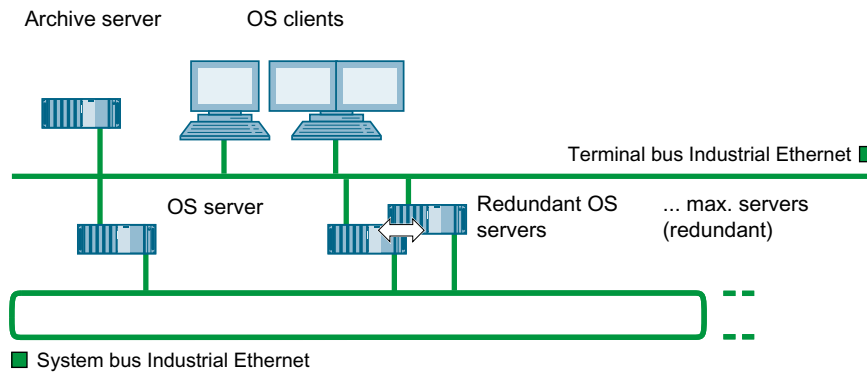 Archive server
OS clients
Terminal bus Industrial Ethernet
OS server
Redundant OS
servers
... max. servers
(redundant)
System bus Industrial Ethernet